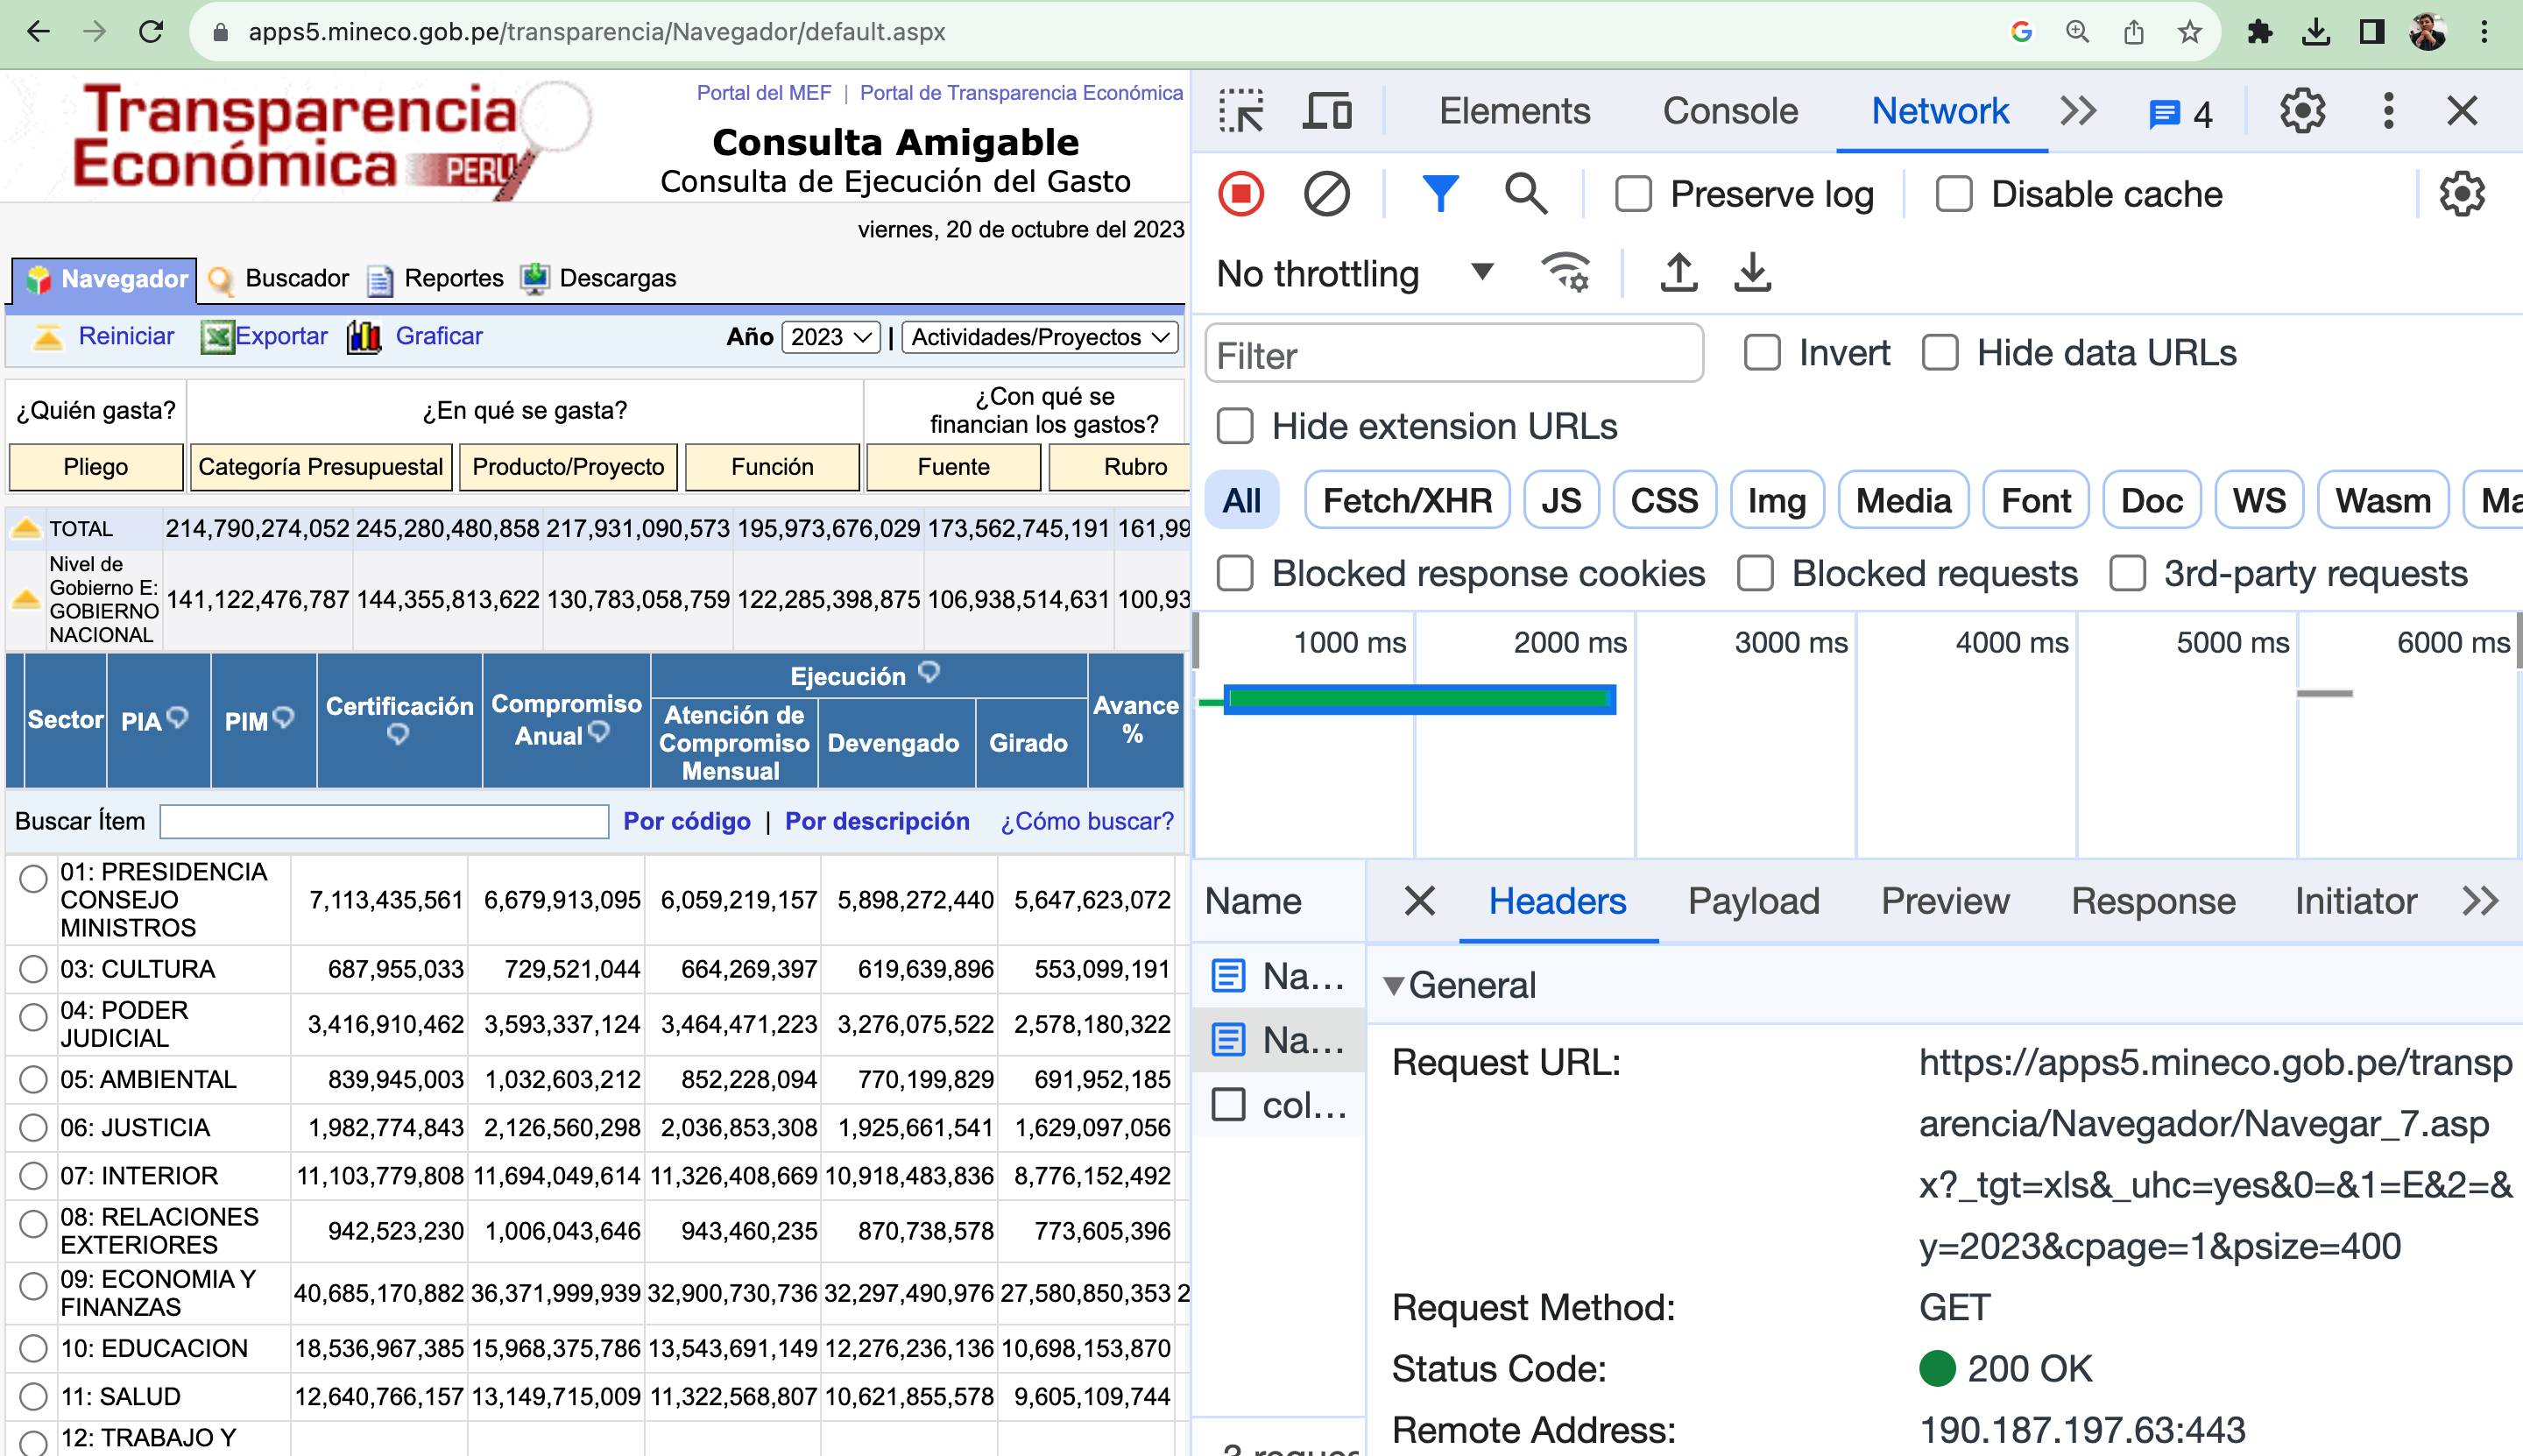 apps5.mineco.gob.pe/transparencia/Navegador/default.aspx
Transparencia
Económica PERU
Portal del MEF | Portal de Transparencia Económica
Consulta Amigable
Consulta de Ejecución del Gasto
viernes, 20 de octubre del 2023
Navegador Buscador Reportes Descargas
Reiniciar Exportar Graficar Año 2023 | Actividades/Proyectos
¿Quién gasta? ¿En qué se gasta? ¿Con qué se
financian los gastos?
Pliego Categoría Presupuestal Producto/Proyecto Función Fuente Rubro
TOTAL 214,790,274,052 245,280,480,858 217,931,090,573 195,973,676,029 173,562,745,191 161,99
Nivel de
Gobierno E:
GOBIERNO
NACIONAL 141,122,476,787 144,355,813,622 130,783,058,759 122,285,398,875 106,938,514,631 100,93
Sector PIA PIM Certificación Compromiso
Anual Ejecución
Atención de
Compromiso
Mensual Devengado Girado Avance
%
Buscar Ítem Por código | Por descripción ¿Cómo buscar?
01: PRESIDENCIA
CONSEJO
MINISTROS 7,113,435,561 6,679,913,095 6,059,219,157 5,898,272,440 5,647,623,072
03: CULTURA 687,955,033 729,521,044 664,269,397 619,639,896 553,099,191
04: PODER
JUDICIAL 3,416,910,462 3,593,337,124 3,464,471,223 3,276,075,522 2,578,180,322
05: AMBIENTAL 839,945,003 1,032,603,212 852,228,094 770,199,829 691,952,185
06: JUSTICIA 1,982,774,843 2,126,560,298 2,036,853,308 1,925,661,541 1,629,097,056
07: INTERIOR 11,103,779,808 11,694,049,614 11,326,408,669 10,918,483,836 8,776,152,492
08: RELACIONES
EXTERIORES 942,523,230 1,006,043,646 943,460,235 870,738,578 773,605,396
09: ECONOMIA Y
FINANZAS 40,685,170,882 36,371,999,939 32,900,730,736 32,297,490,976 27,580,850,353 2
10: EDUCACION 18,536,967,385 15,968,375,786 13,543,691,149 12,276,236,136 10,698,153,870
11: SALUD 12,640,766,157 13,149,715,009 11,322,568,807 10,621,855,578 9,605,109,744
12: TRABAJO Y
Elements Console Network 4
Preserve log Disable cache
No throttling
Filter Invert Hide data URLs
Hide extension URLs
All Fetch/XHR JS CSS Img Media Font Doc WS Wasm Ma
Blocked response cookies Blocked requests 3rd-party requests
1000 ms 2000 ms 3000 ms 4000 ms 5000 ms 6000 ms
Name Headers Payload Preview Response Initiator
Na...
Na...
col...
General
Request URL: https://apps5.mineco.gob.pe/transp
arencia/Navegador/Navegar_7.asp
x?_tgt=xls&_uhc=yes&0=&1=E&2=&
y=2023&cpage=1&psize=400
Request Method: GET
Status Code: 200 OK
Remote Address: 190.187.197.63:443